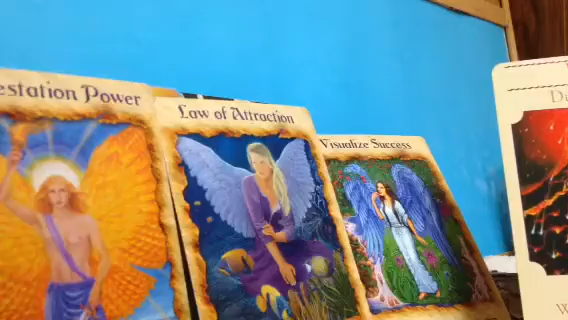 estation Power
Law of Attraction
Visualize Success